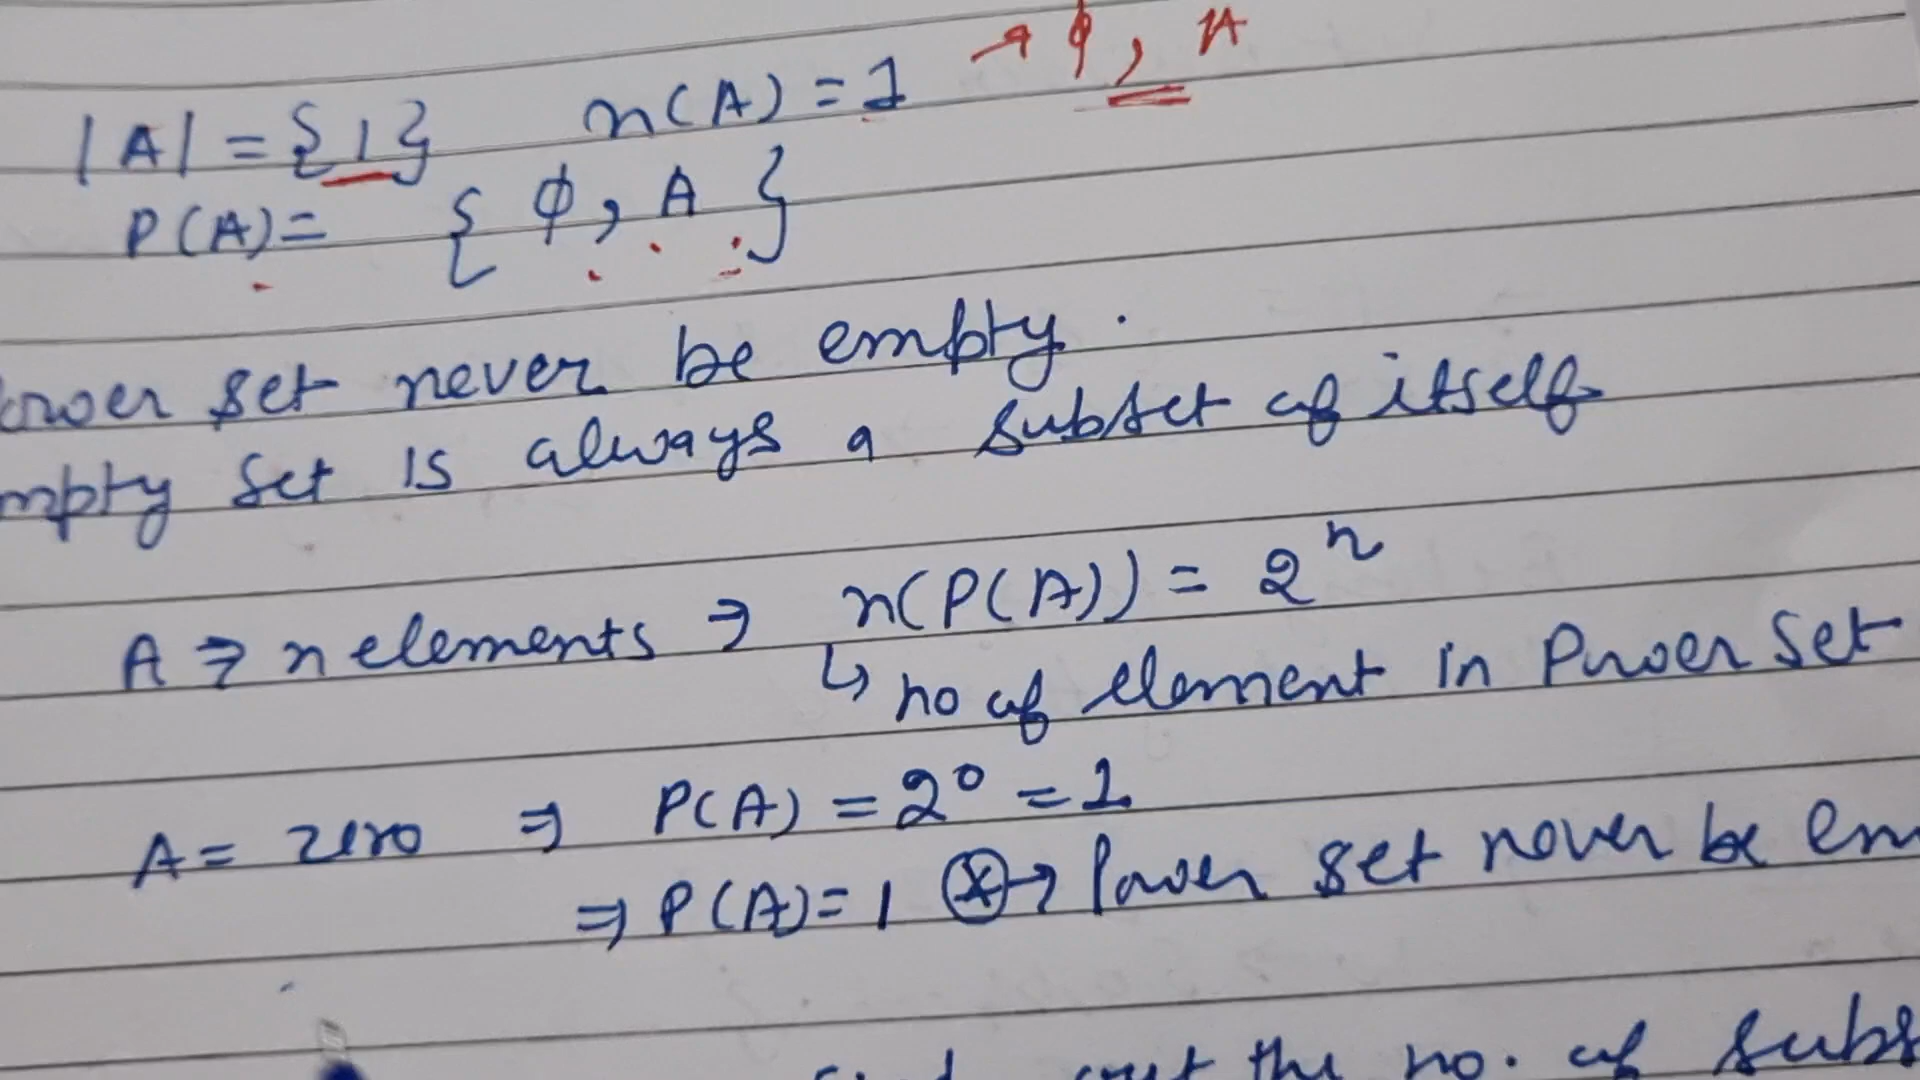 |A| = {1} n(A) = 1 → ϕ, A
P(A) = { ϕ, A }
ower set never be empty.
mpty set is always a subset of itself
A ⇒ n elements ⇒ n(P(A)) = 2ⁿ
↳ no of element in Power Set
A = zero ⇒ P(A) = 2⁰ = 1
⇒ P(A) = 1 ⊛→ Power set never be em
out the no. of subs